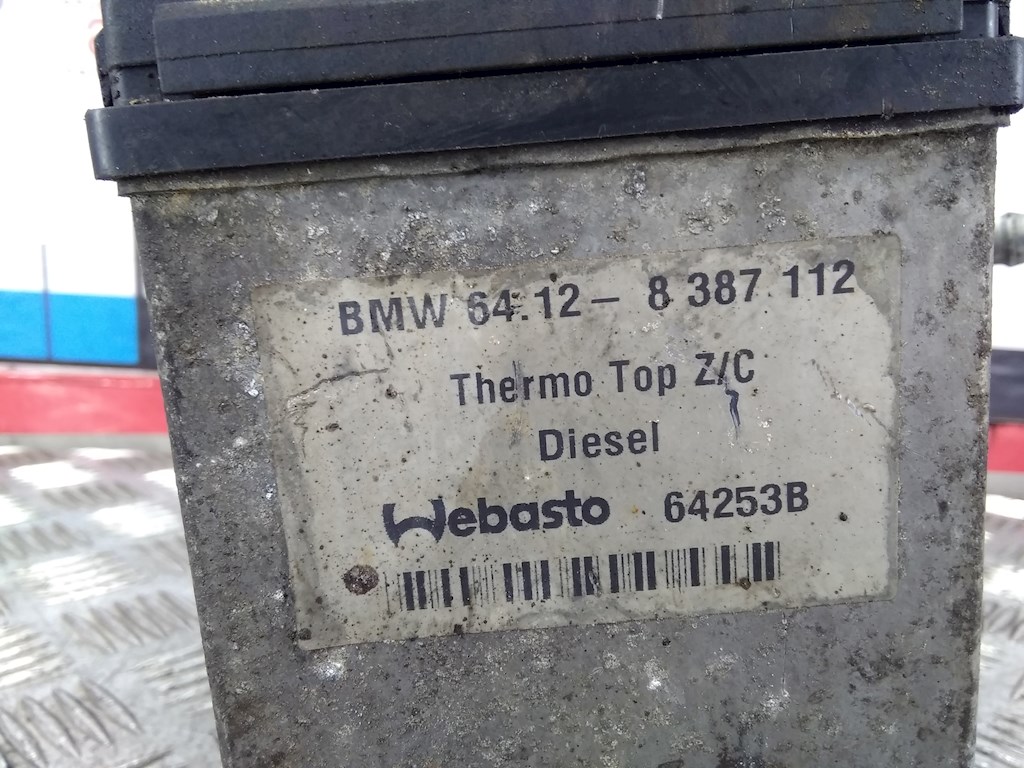 BMW 64.12 – 8 387 112
Thermo Top Z/C
Diesel
Webasto 64253B